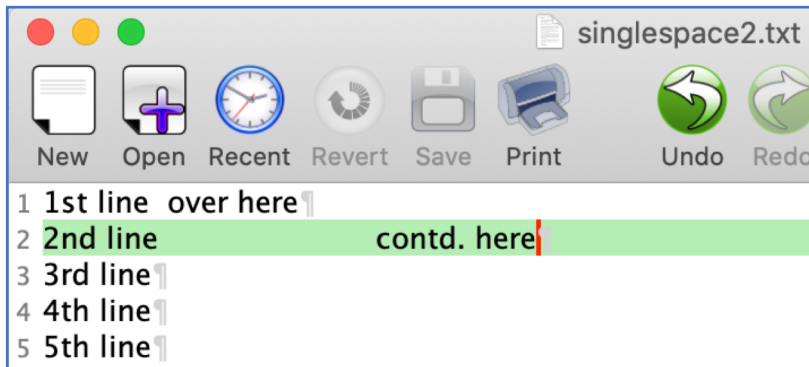 singlespace2.txt
New Open Recent Revert Save Print Undo Redo
1 1st line  over here¶
2 2nd line                    contd. here¶
3 3rd line¶
4 4th line¶
5 5th line¶